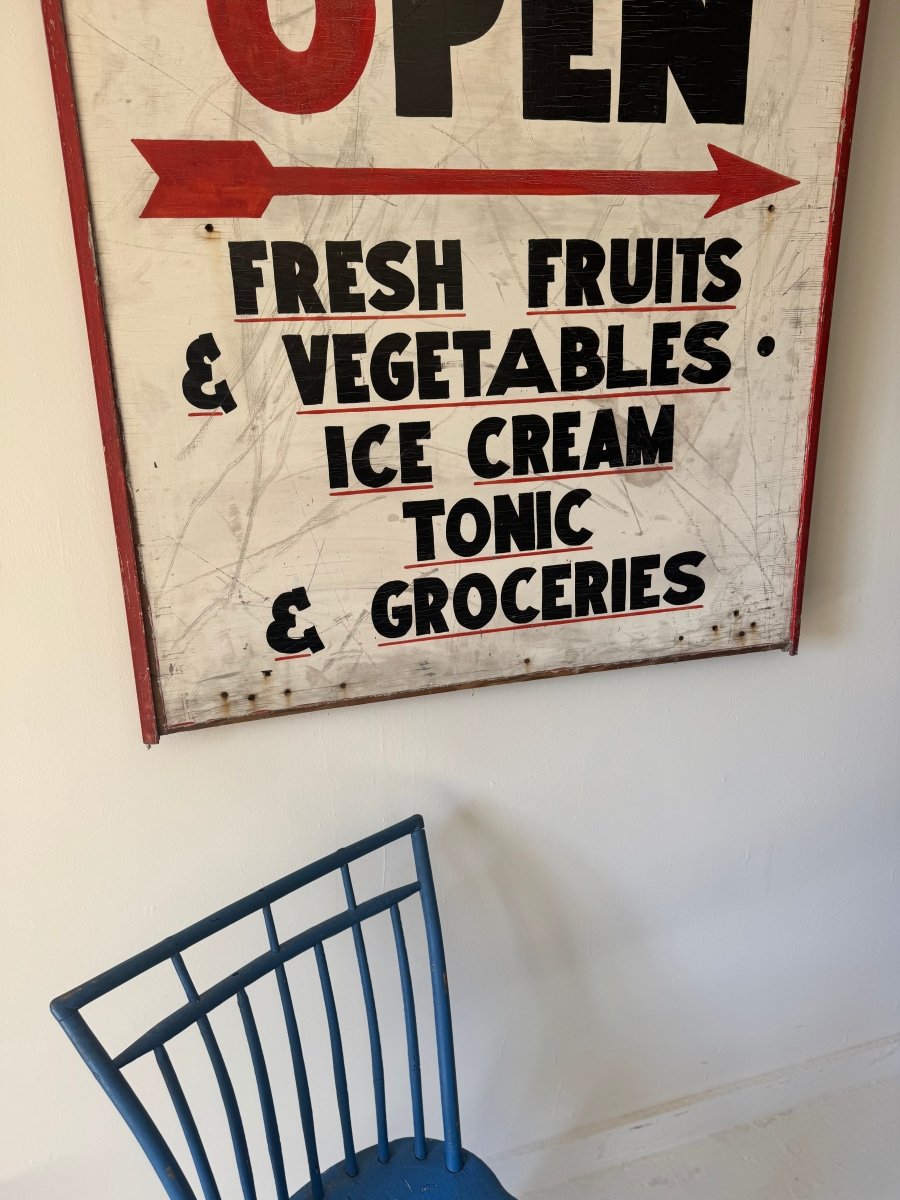 OPEN
FRESH FRUITS
& VEGETABLES
ICE CREAM
TONIC
& GROCERIES